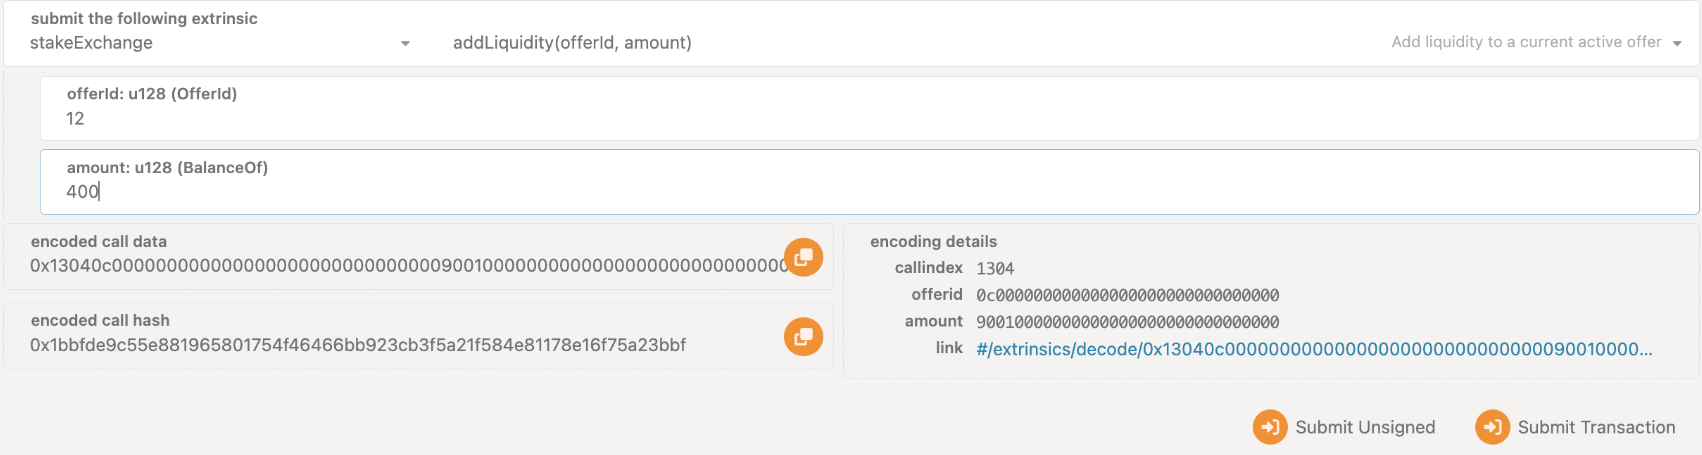 submit the following extrinsic
stakeExchange
addLiquidity(offerId, amount)
Add liquidity to a current active offer
offerId: u128 (OfferId)
12
amount: u128 (BalanceOf)
400
encoded call data
0x13040c00000000000000000000000000000090010000000000000000000000000000
encoded call hash
0x1bbfde9c55e881965801754f46466bb923cb3f5a21f584e81178e16f75a23bbf
encoding details
callindex 1304
offerid 0c000000000000000000000000000000
amount 90010000000000000000000000000000
link #/extrinsics/decode/0x13040c00000000000000000000000000000090010000...
Submit Unsigned
Submit Transaction